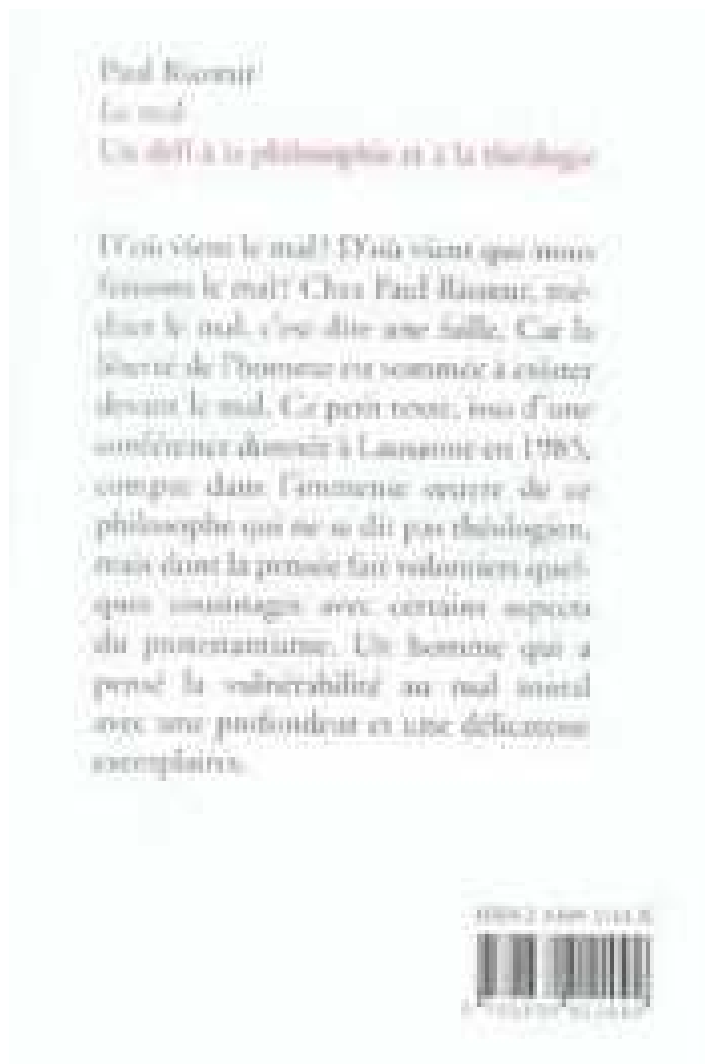 Paul Ricœur
Le mal
Un défi à la philosophie et à la théologie
D'où vient le mal? D'où vient que nous
faisons le mal? Chez Paul Ricœur, mé-
diter le mal, c'est dire une faille. Car la
liberté de l'homme est sommée à exister
devant le mal. Ce petit texte, issu d'une
conférence donnée à Lausanne en 1985,
compte dans l'immense œuvre de ce
philosophe qui ne se dit pas théologien,
mais dont la pensée fait volontiers quel-
ques cousinages avec certains aspects
du protestantisme. Un homme qui a
pensé la vulnérabilité au mal moral
avec une profondeur et une délicatesse
exemplaires.